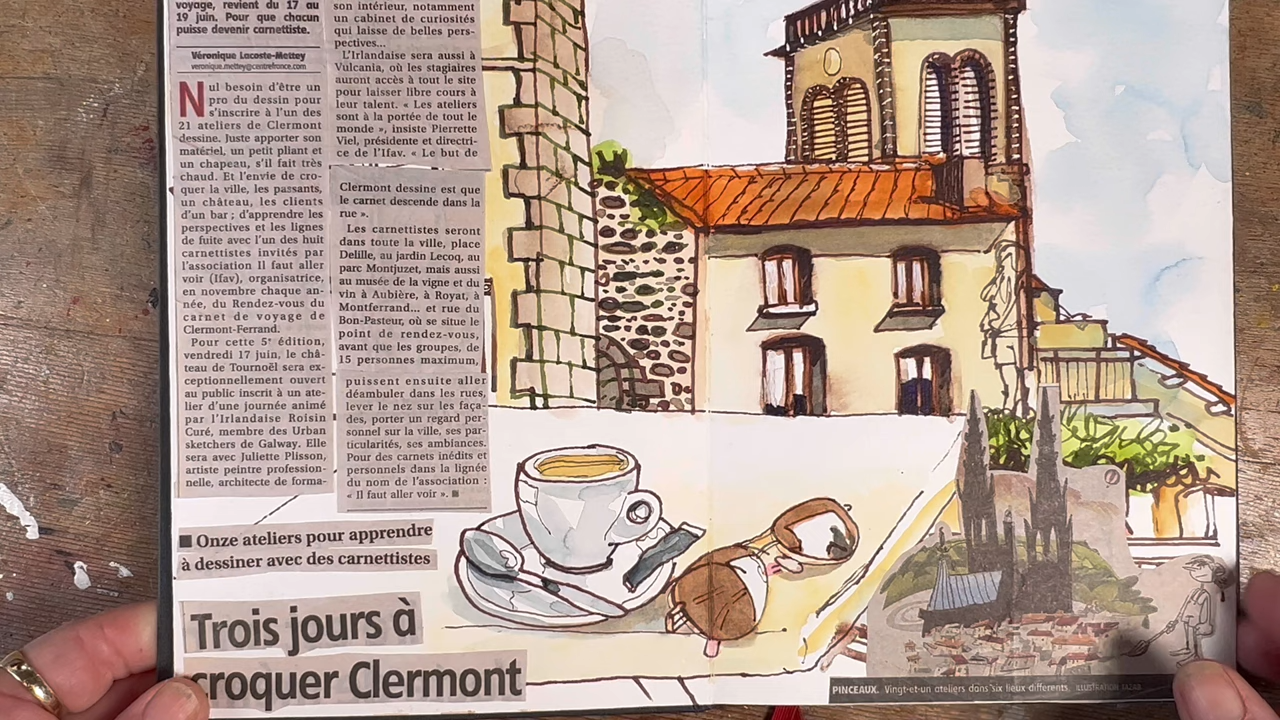 voyage, revient du 17 au
19 juin. Pour que chacun
puisse devenir carnettiste.
Véronique Lacoste-Mettey
veronique.mettey@centrefrance.com
Nul besoin d'être un
pro du dessin pour
s'inscrire à l'un des
21 ateliers de Clermont
dessine. Juste apporter son
matériel, un petit pliant et
un chapeau, s'il fait très
chaud. Et l'envie de cro-
quer la ville, les passants,
un château, les clients
d'un bar ; d'apprendre les
perspectives et les lignes
de fuite avec l'un des huit
carnettistes invités par
l'association Il faut aller
voir (Ifav), organisatrice,
en novembre chaque an-
née, du Rendez-vous du
carnet de voyage de
Clermont-Ferrand.
Pour cette 5e édition,
vendredi 17 juin, le châ-
teau de Tournoël sera ex-
ceptionnellement ouvert
au public inscrit à un ate-
lier d'une journée animé
par l'Irlandaise Roisin
Curé, membre des Urban
sketchers de Galway. Elle
sera avec Juliette Plisson,
artiste peintre profession-
nelle, architecte de forma-
son intérieur, notamment
un cabinet de curiosités
qui laisse de belles pers-
pectives...
L'Irlandaise sera aussi à
Vulcania, où les stagiaires
auront accès à tout le site
pour laisser libre cours à
leur talent. « Les ateliers
sont à la portée de tout le
monde », insiste Pierrette
Viel, présidente et directri-
ce de l'Ifav. « Le but de
Clermont dessine est que
le carnet descende dans la
rue ».
Les carnettistes seront
dans toute la ville, place
Delille, au jardin Lecoq, au
parc Montjuzet, mais aussi
au musée de la vigne et du
vin à Aubière, à Royat, à
Montferrand... et rue du
Bon-Pasteur, où se situe le
point de rendez-vous,
avant que les groupes, de
15 personnes maximum,
puissent ensuite aller
déambuler dans les rues,
lever le nez sur les faça-
des, porter un regard per-
sonnel sur la ville, ses par-
ticularités, ses ambiances.
Pour des carnets inédits et
personnels dans la lignée
du nom de l'association :
« Il faut aller voir ». ■
■ Onze ateliers pour apprendre
à dessiner avec des carnettistes
Trois jours à
croquer Clermont
PINCEAUX. Vingt-et-un ateliers dans six lieux différents. ILLUSTRATION